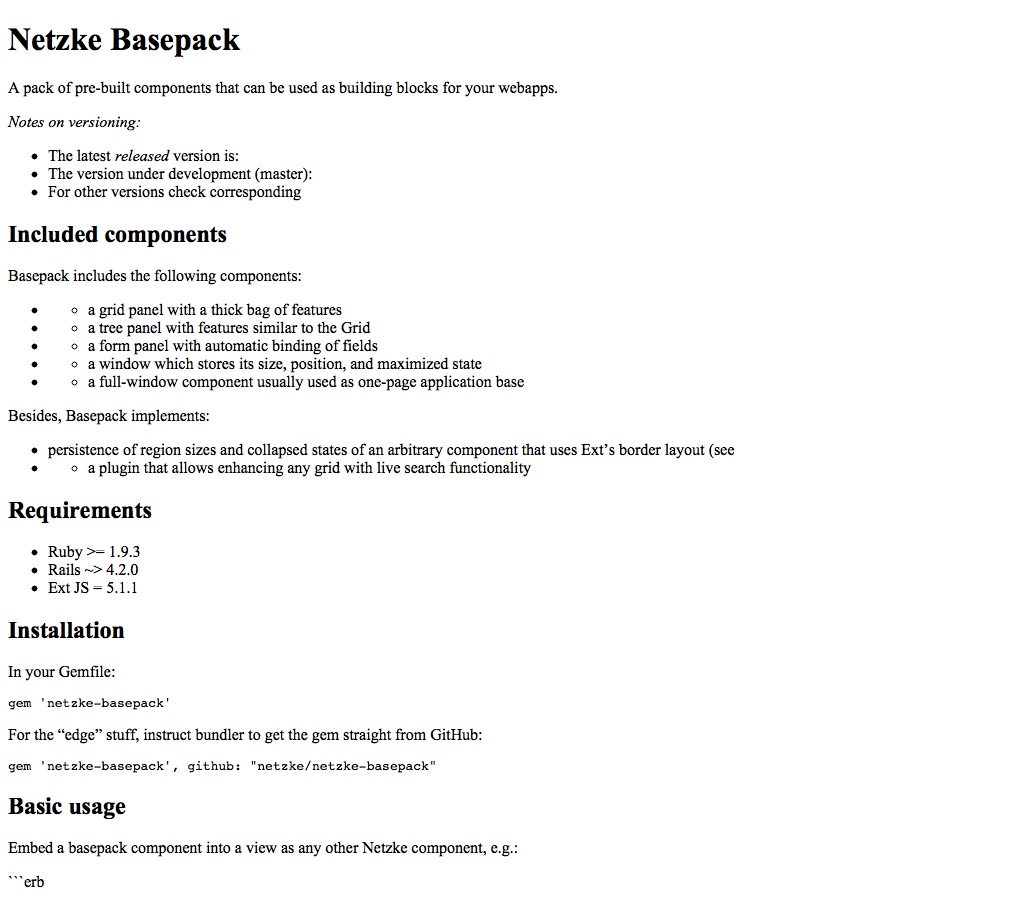 Netzke Basepack
A pack of pre-built components that can be used as building blocks for your webapps.
Notes on versioning:
The latest released version is:
The version under development (master):
For other versions check corresponding
Included components
Basepack includes the following components:
a grid panel with a thick bag of features
a tree panel with features similar to the Grid
a form panel with automatic binding of fields
a window which stores its size, position, and maximized state
a full-window component usually used as one-page application base
Besides, Basepack implements:
persistence of region sizes and collapsed states of an arbitrary component that uses Ext’s border layout (see
a plugin that allows enhancing any grid with live search functionality
Requirements
Ruby >= 1.9.3
Rails ~> 4.2.0
Ext JS = 5.1.1
Installation
In your Gemfile:
gem 'netzke-basepack'
For the “edge” stuff, instruct bundler to get the gem straight from GitHub:
gem 'netzke-basepack', github: "netzke/netzke-basepack"
Basic usage
Embed a basepack component into a view as any other Netzke component, e.g.:
```erb